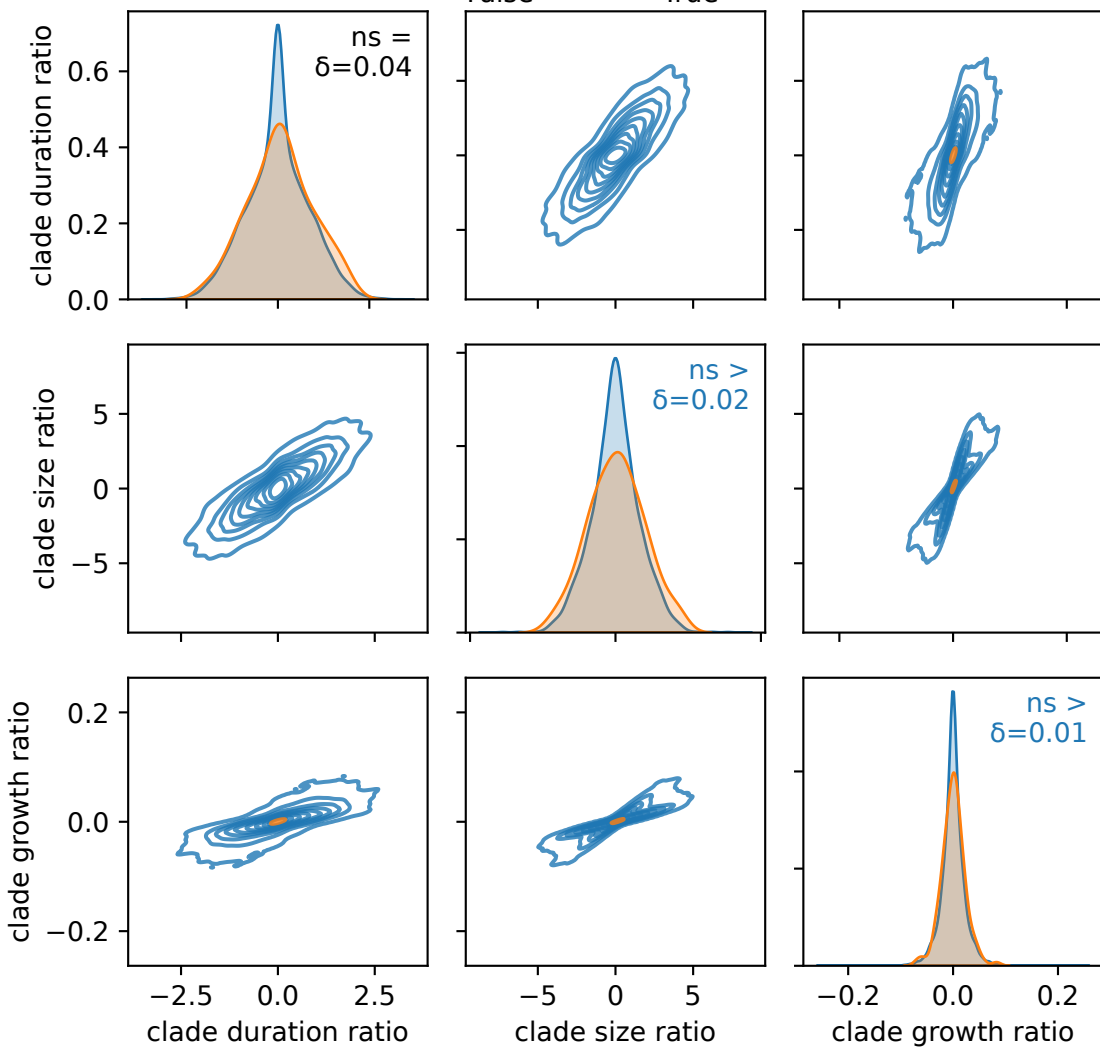 clade duration ratio
0.6
0.4
0.2
0.0
ns =
δ=0.04
clade size ratio
5
0
−5
ns >
δ=0.02
clade growth ratio
0.2
0.0
−0.2
ns >
δ=0.01
−2.5 0.0 2.5
−5 0 5
−0.2 0.0 0.2
clade duration ratio
clade size ratio
clade growth ratio